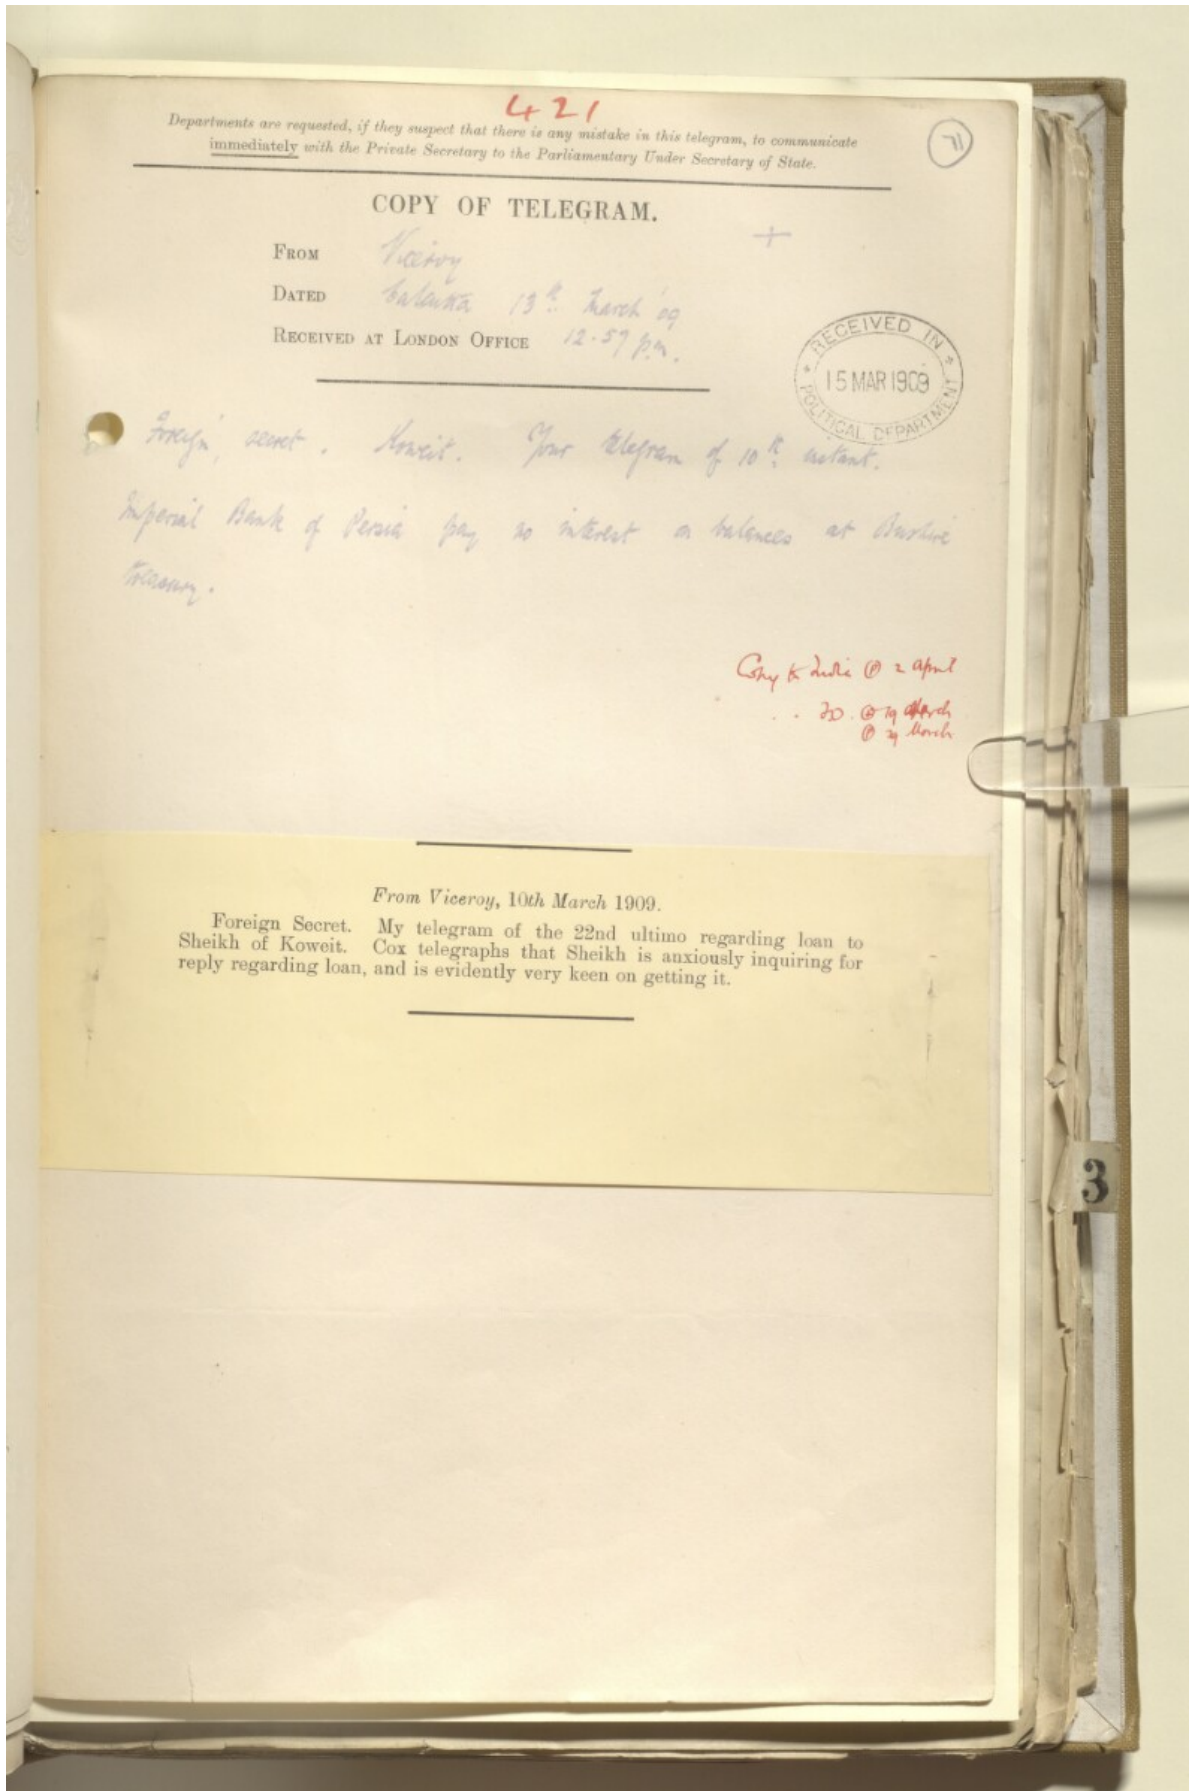 421
Departments are requested, if they suspect that there is any mistake in this telegram, to communicate
immediately with the Private Secretary to the Parliamentary Under Secretary of State.
71
COPY OF TELEGRAM.
+
FROM Viceroy
DATED Calcutta 13th March '09
RECEIVED AT LONDON OFFICE 12.57 p.m.
RECEIVED IN
15 MAR 1909
POLITICAL DEPARTMENT
Foreign, secret. Koweit. Your telegram of 10th instant.
Imperial Bank of Persia pay no interest on balances at Bushire
treasury.
Copy to India 2 April
19 March
March
From Viceroy, 10th March 1909.
Foreign Secret. My telegram of the 22nd ultimo regarding loan to
Sheikh of Koweit. Cox telegraphs that Sheikh is anxiously inquiring for
reply regarding loan, and is evidently very keen on getting it.
3